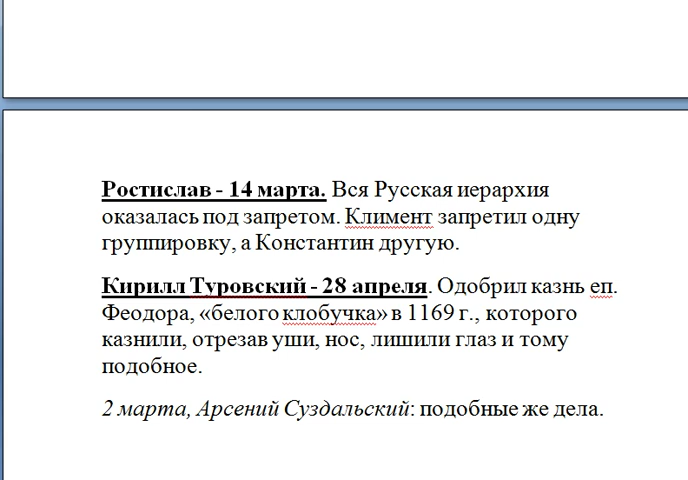 Ростислав - 14 марта. Вся Русская иерархия
оказалась под запретом. Климент запретил одну
группировку, а Константин другую.
Кирилл Туровский - 28 апреля. Одобрил казнь еп.
Феодора, «белого клобучка» в 1169 г., которого
казнили, отрезав уши, нос, лишили глаз и тому
подобное.
2 марта, Арсений Суздальский: подобные же дела.